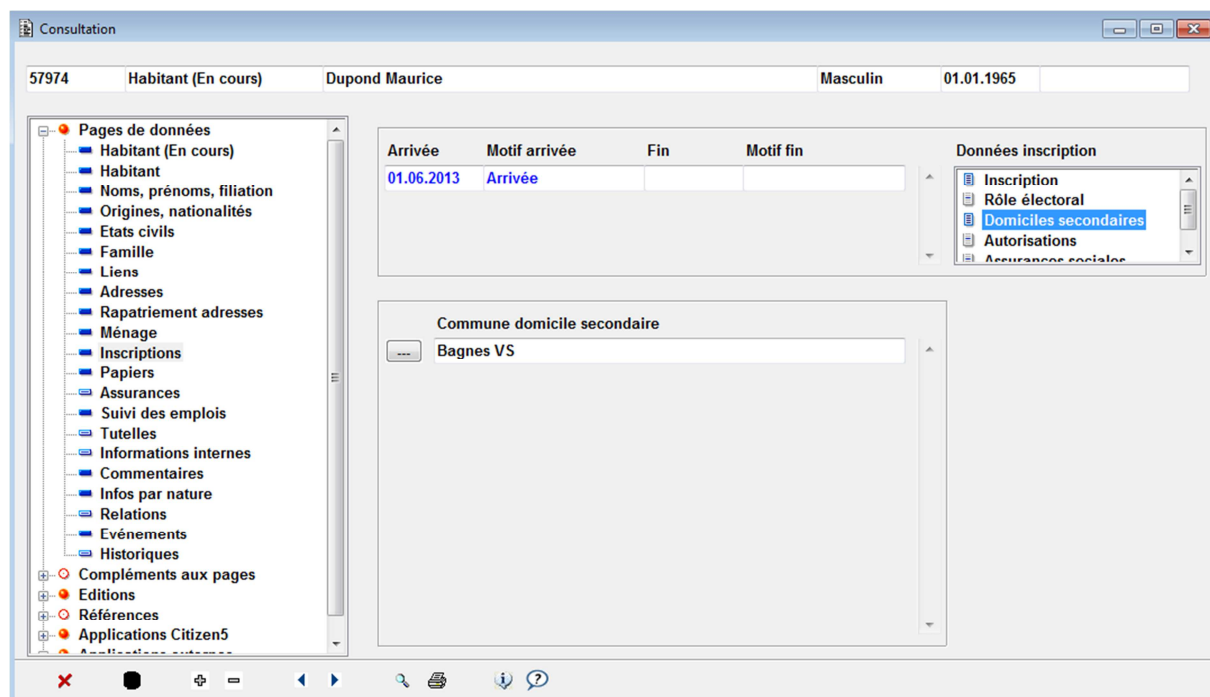 Consultation
57974 Habitant (En cours) Dupond Maurice Masculin 01.01.1965
Pages de données
Habitant (En cours)
Habitant
Noms, prénoms, filiation
Origines, nationalités
Etats civils
Famille
Liens
Adresses
Rapatriement adresses
Ménage
Inscriptions
Papiers
Assurances
Suivi des emplois
Tutelles
Informations internes
Commentaires
Infos par nature
Relations
Evénements
Historiques
Compléments aux pages
Editions
Références
Applications Citizen5
Applications externes
Arrivée Motif arrivée Fin Motif fin
01.06.2013 Arrivée
Données inscription
Inscription
Rôle électoral
Domiciles secondaires
Autorisations
Assurances sociales
Commune domicile secondaire
... Bagnes VS